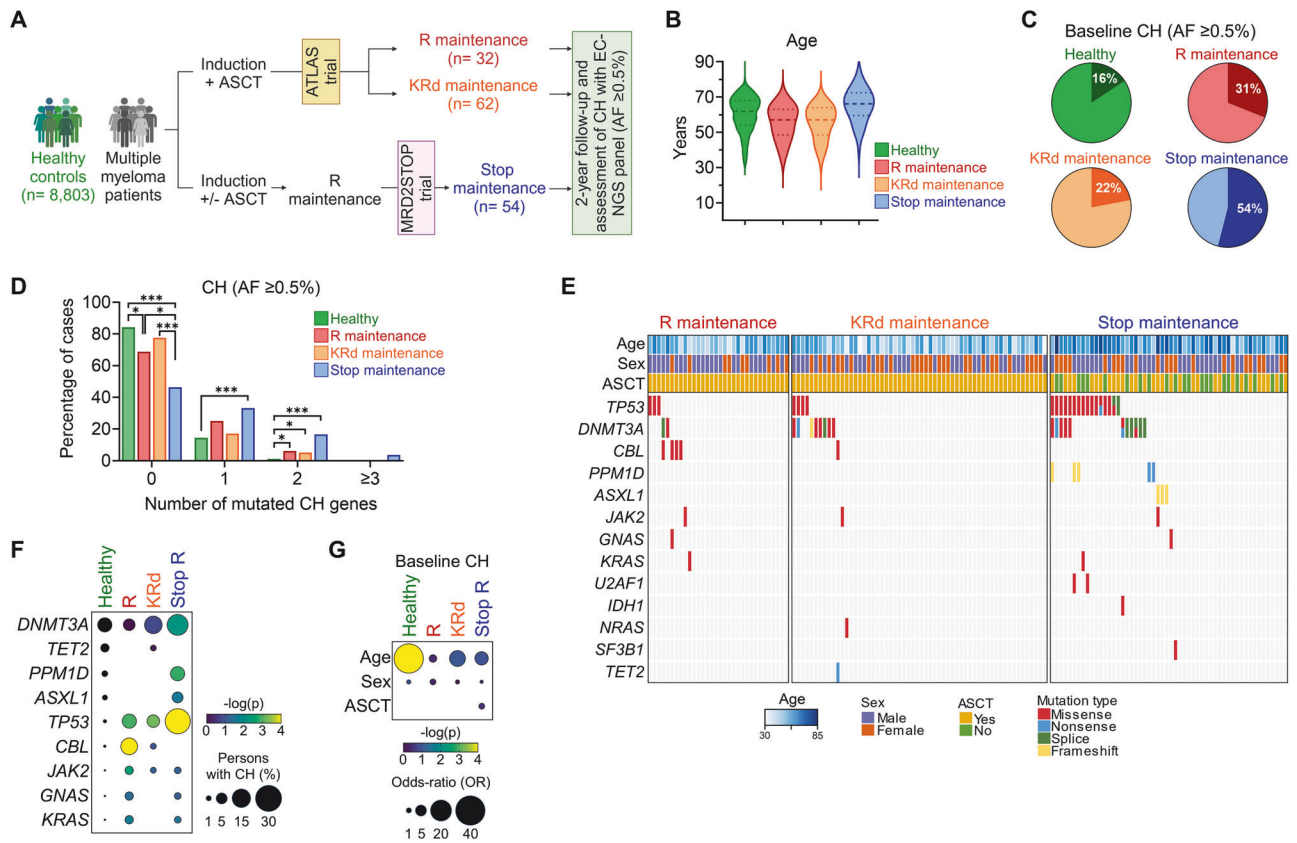 A
Healthy
controls
(n= 8,803)
Multiple
myeloma
patients
Induction
+ ASCT
ATLAS
trial
R maintenance
(n= 32)
KRd maintenance
(n= 62)
Induction
+/- ASCT
R
maintenance
MRD2STOP
trial
Stop
maintenance
(n= 54)
2-year follow-up and
assessment of CH with EC-
NGS panel (AF ≥0.5%)
B
Age
Years
90
70
50
30
10
Healthy
R maintenance
KRd maintenance
Stop maintenance
C
Baseline CH (AF ≥0.5%)
Healthy
R maintenance
16%
31%
KRd maintenance
Stop maintenance
22%
54%
D
CH (AF ≥0.5%)
Percentage of cases
100
80
60
40
20
0
*** 
* *
***
***
***
*
*
Healthy
R maintenance
KRd maintenance
Stop maintenance
0 1 2 ≥3
Number of mutated CH genes
E
R maintenance KRd maintenance Stop maintenance
Age
Sex
ASCT
TP53
DNMT3A
CBL
PPM1D
ASXL1
JAK2
GNAS
KRAS
U2AF1
IDH1
NRAS
SF3B1
TET2
Age
30 85
Sex
Male
Female
ASCT
Yes
No
Mutation type
Missense
Nonsense
Splice
Frameshift
F
Healthy R KRd Stop R
DNMT3A
TET2
PPM1D
ASXL1
TP53
CBL
JAK2
GNAS
KRAS
-log(p)
0 1 2 3 4
Persons
with CH (%)
1 5 15 30
G
Baseline CH
Healthy R KRd Stop R
Age
Sex
ASCT
-log(p)
0 1 2 3 4
Odds-ratio (OR)
1 5 20 40